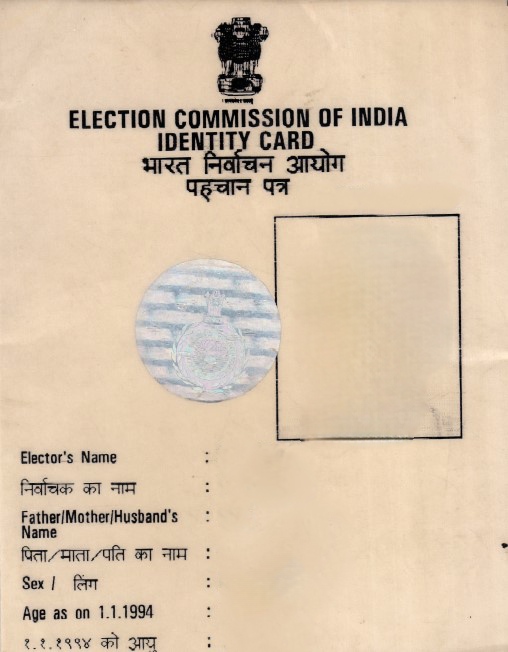 ELECTION COMMISSION OF INDIA
IDENTITY CARD
भारत निर्वाचन आयोग
पहचान पत्र
Elector's Name :
निर्वाचक का नाम :
Father/Mother/Husband's :
Name
पिता/माता/पति का नाम :
Sex / लिंग :
Age as on 1.1.1994 :
१.१.१९९४ को आयु :